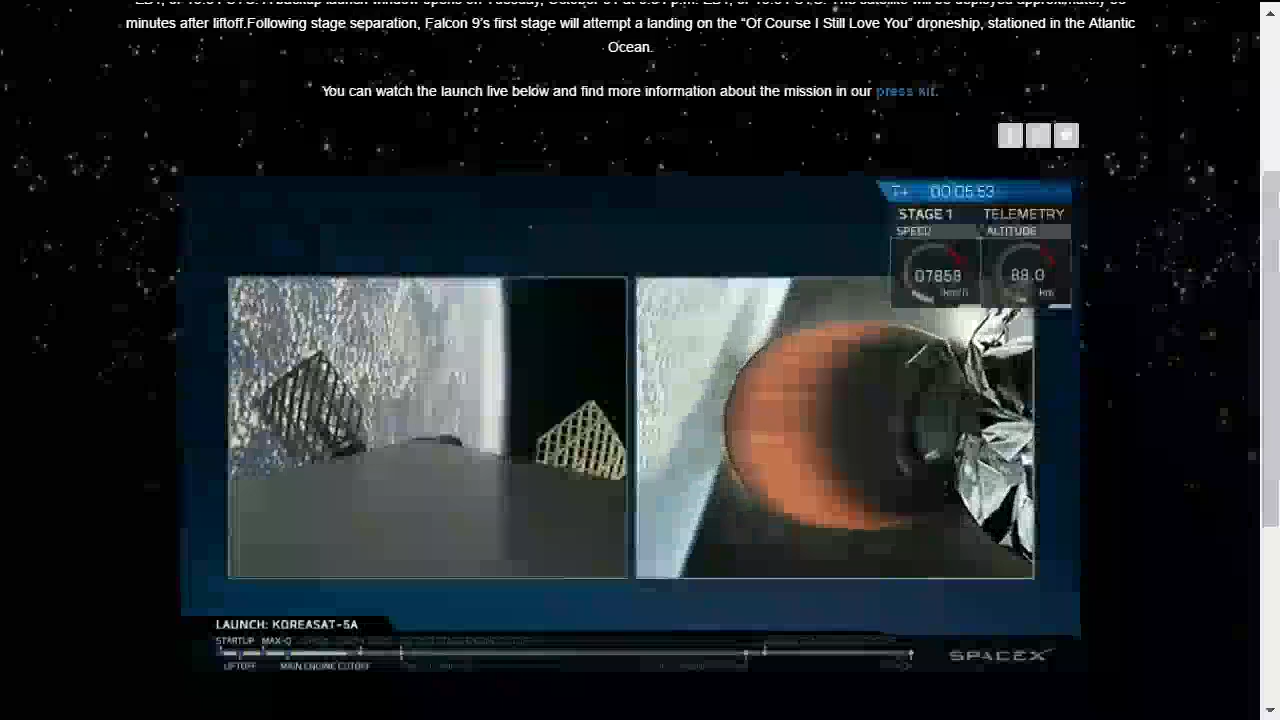 minutes after liftoff.Following stage separation, Falcon 9's first stage will attempt a landing on the "Of Course I Still Love You" droneship, stationed in the Atlantic
Ocean.
You can watch the launch live below and find more information about the mission in our press kit.
T+ 00:05:53
STAGE 1 TELEMETRY
SPEED ALTITUDE
km/h km
LAUNCH: KOREASAT-5A
STARTUP MAX-Q
LIFTOFF MAIN ENGINE CUTOFF
SPACEX